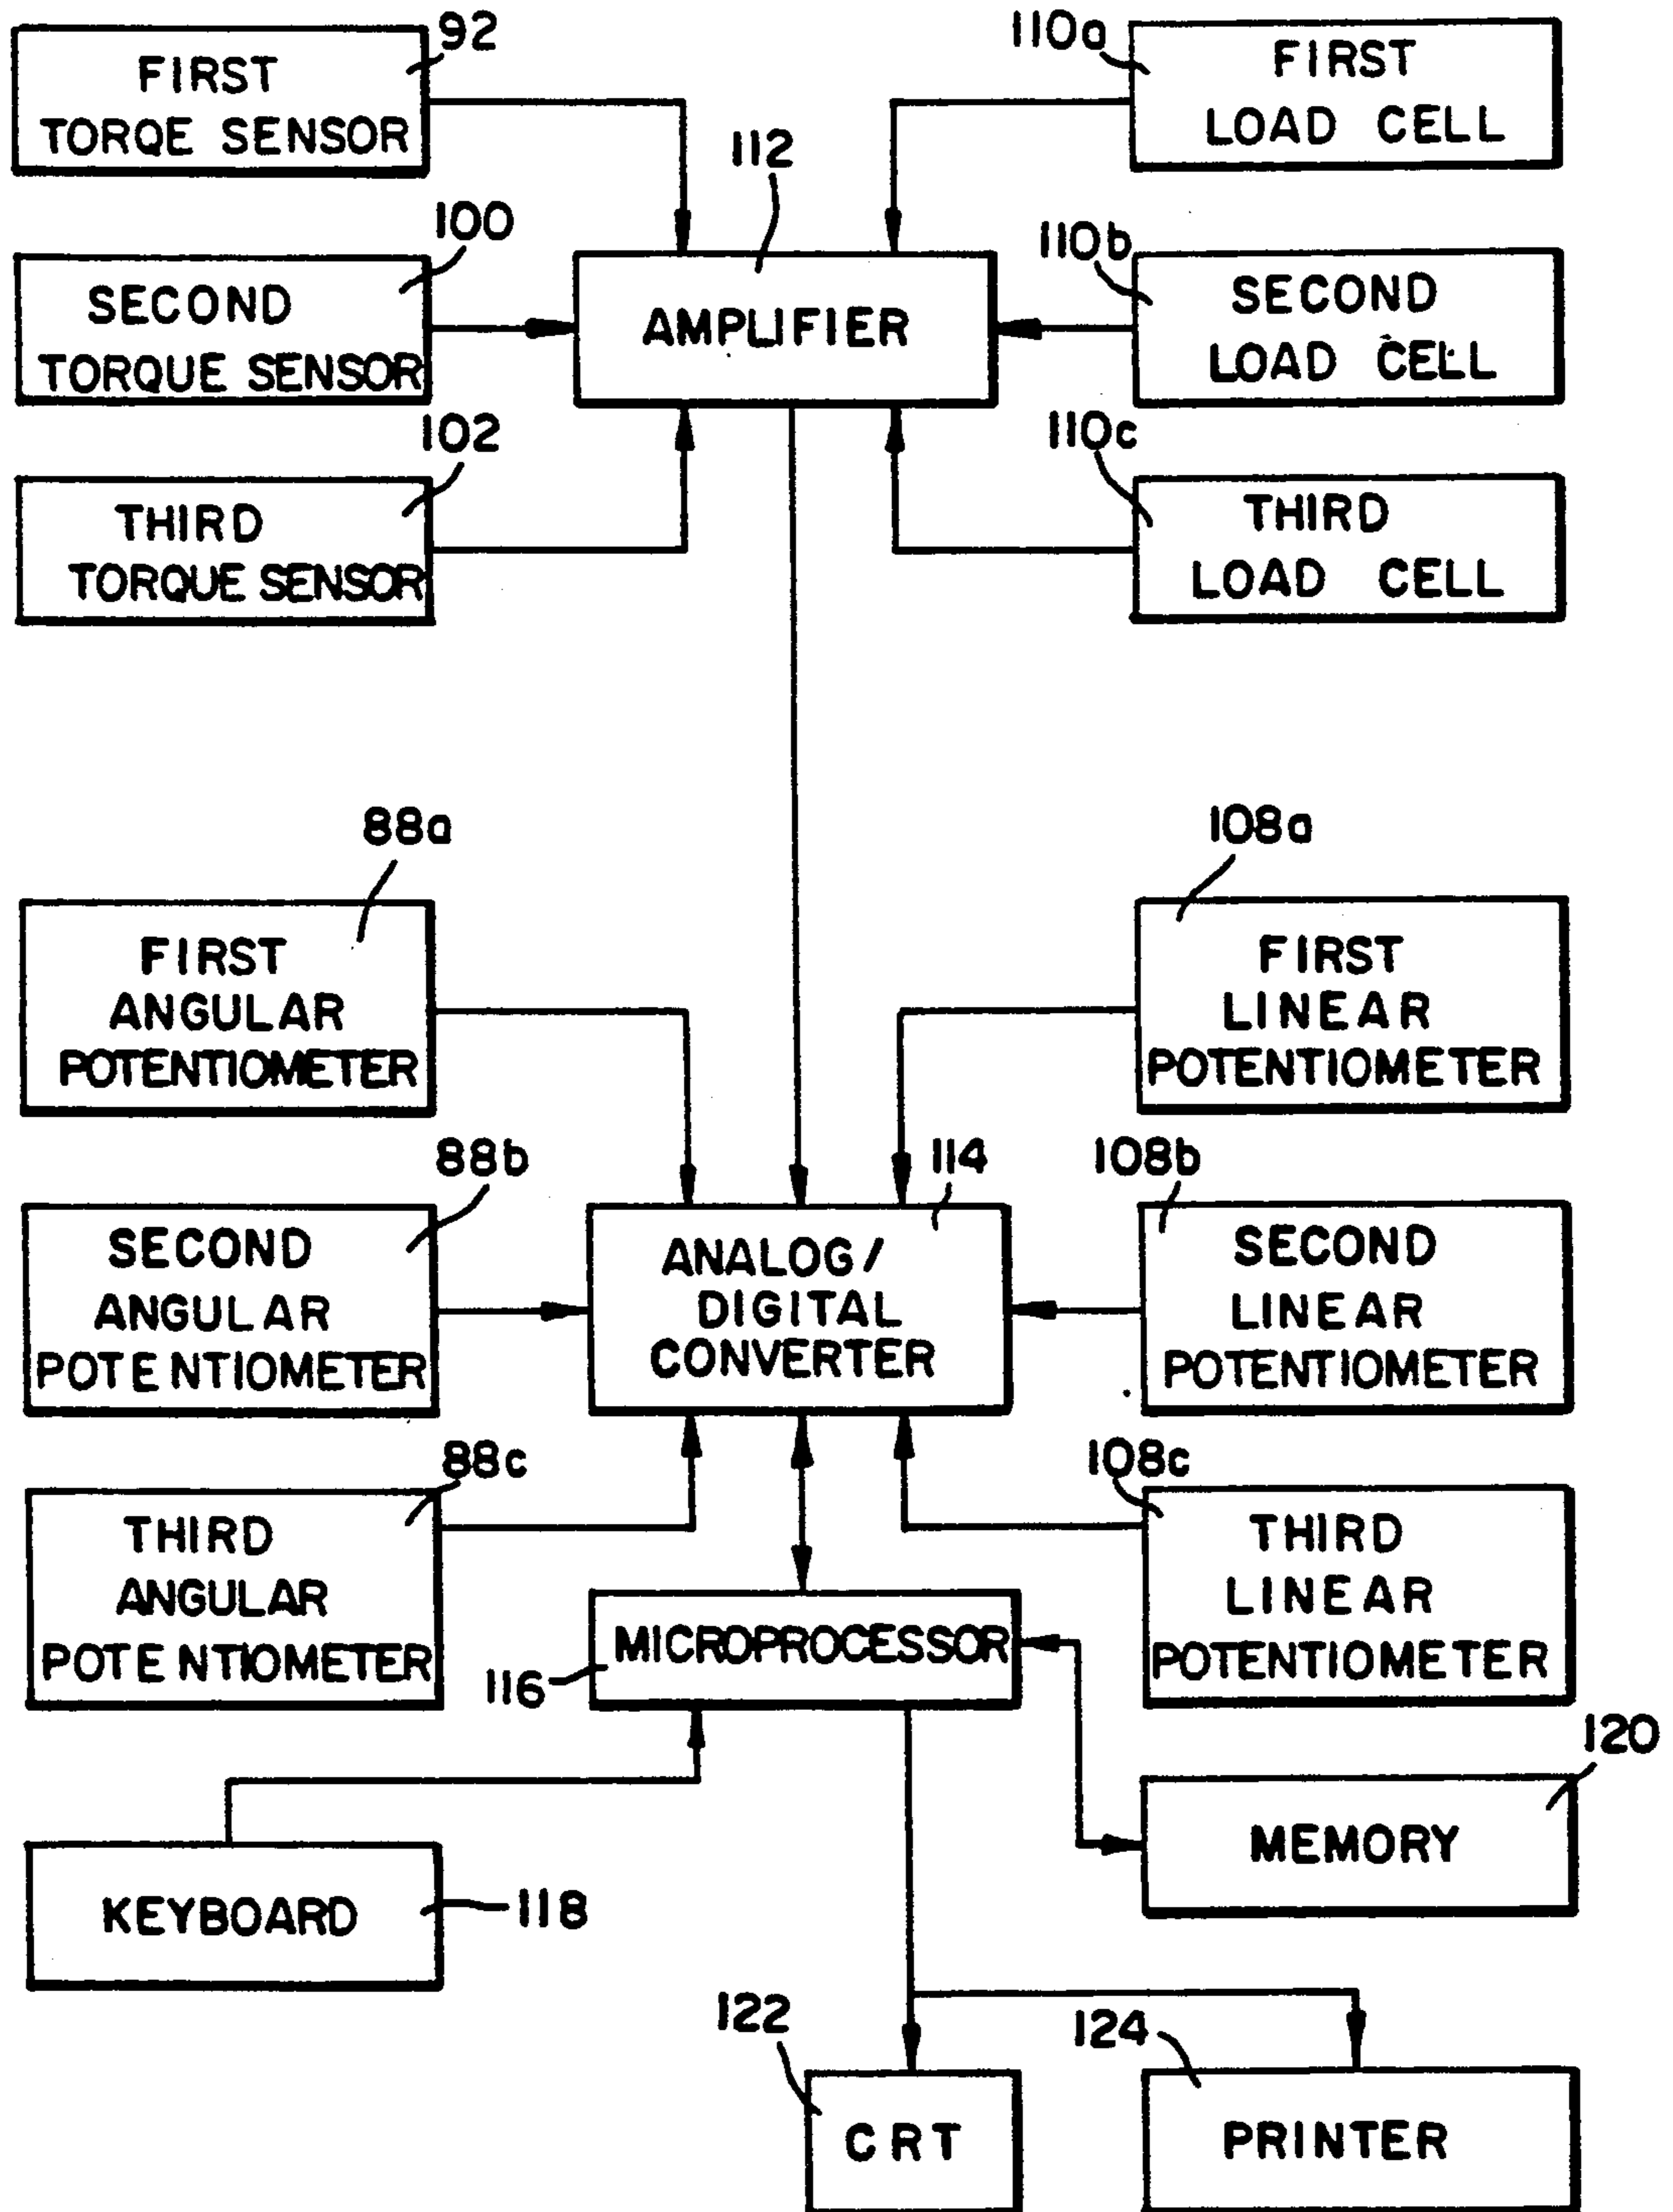 92
FIRST
TORQE SENSOR
110a
FIRST
LOAD CELL
112
100
SECOND
TORQUE SENSOR
AMPLIFIER
110b
SECOND
LOAD CELL
102
THIRD
TORQUE SENSOR
110c
THIRD
LOAD CELL
88a
FIRST
ANGULAR
POTENTIOMETER
108a
FIRST
LINEAR
POTENTIOMETER
88b
SECOND
ANGULAR
POTENTIOMETER
114
ANALOG/
DIGITAL
CONVERTER
108b
SECOND
LINEAR
POTENTIOMETER
88c
THIRD
ANGULAR
POTENTIOMETER
108c
THIRD
LINEAR
POTENTIOMETER
MICROPROCESSOR
116
120
MEMORY
KEYBOARD
118
122
CRT
124
PRINTER